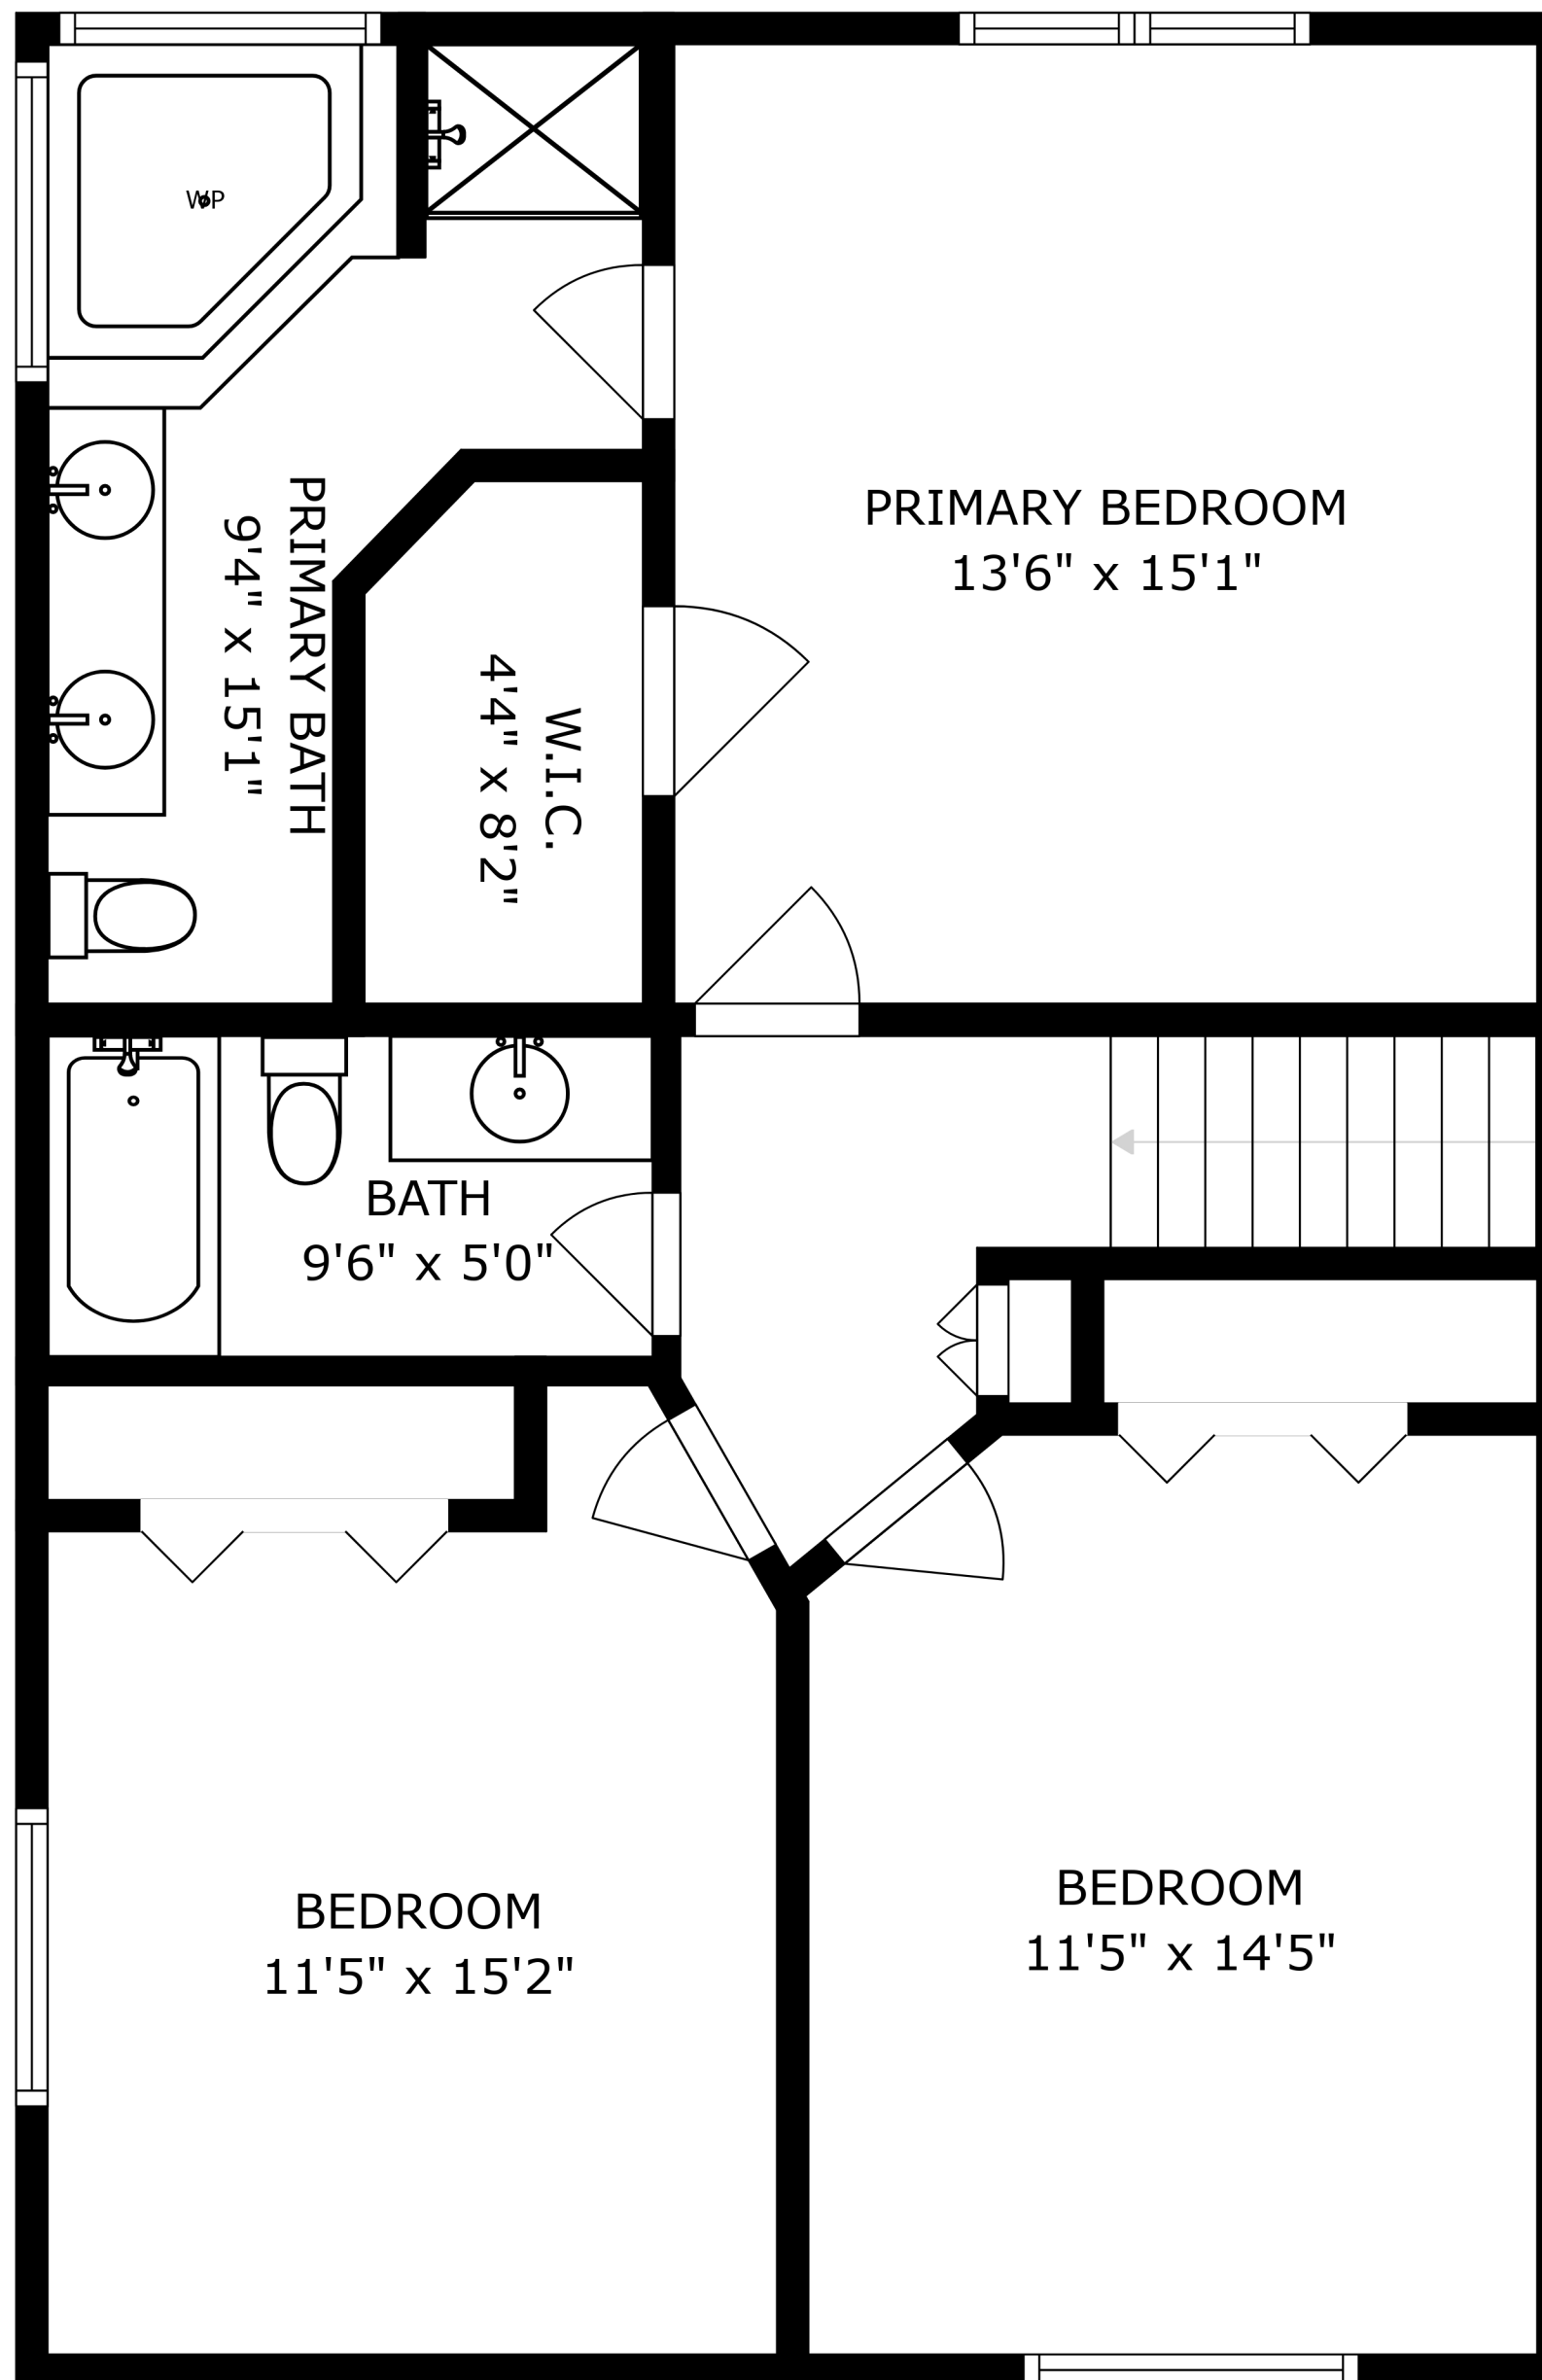 WP
PRIMARY BEDROOM
13'6" x 15'1"
PRIMARY BATH
9'4" x 15'1"
W.I.C.
4'4" x 8'2"
BATH
9'6" x 5'0"
BEDROOM
11'5" x 15'2"
BEDROOM
11'5" x 14'5"